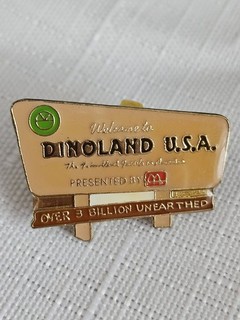 Welcome to
DINOLAND U.S.A.
PRESENTED BY M
OVER 3 BILLION UNEARTHED